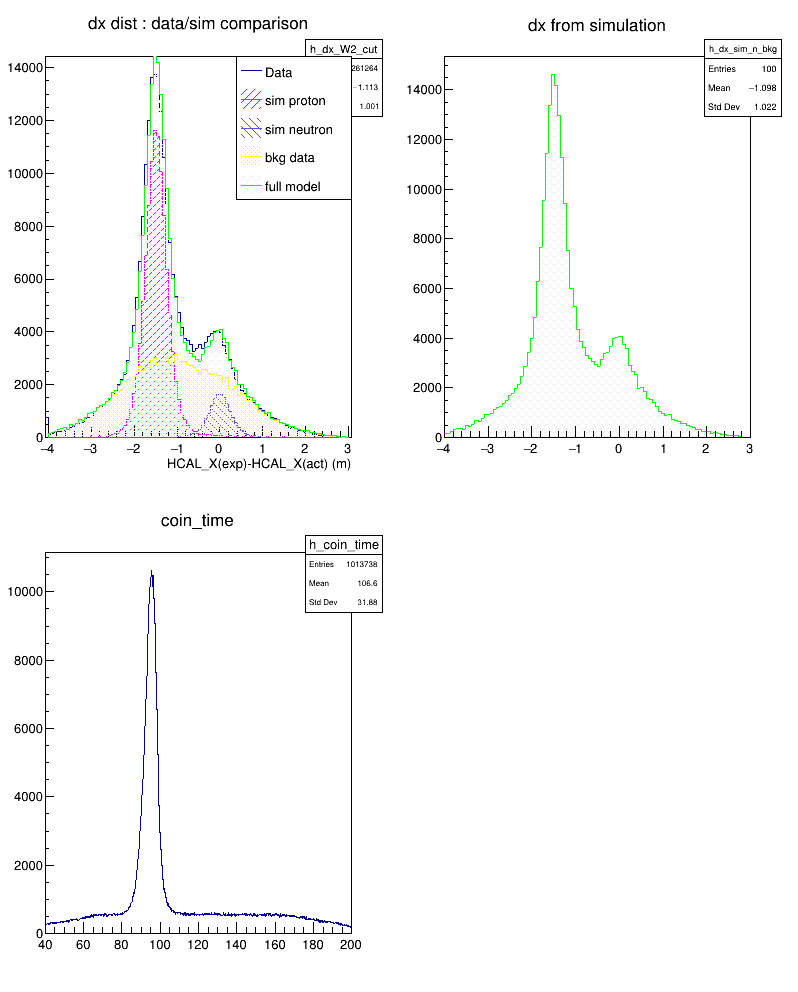 dx dist : data/sim comparison
h_dx_W2_cut
261264
−1.113
1.001
Data
sim proton
sim neutron
bkg data
full model
14000
12000
10000
8000
6000
4000
2000
0
−4 −3 −2 −1 0 1 2 3
HCAL_X(exp)-HCAL_X(act) (m)
dx from simulation
h_dx_sim_n_bkg
Entries 100
Mean −1.098
Std Dev 1.022
14000
12000
10000
8000
6000
4000
2000
0
−4 −3 −2 −1 0 1 2 3
coin_time
h_coin_time
Entries 1013738
Mean 106.6
Std Dev 31.88
10000
8000
6000
4000
2000
0
40 60 80 100 120 140 160 180 200